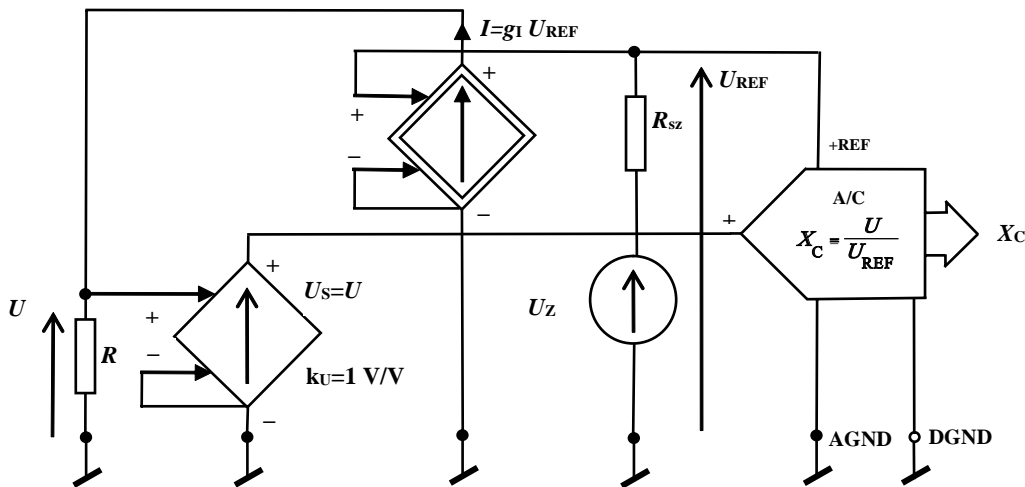 I=gI UREF
+
+
−
−
UREF
Rsz
+REF
A/C
XC = U/UREF
XC
+
+
US=U
U
+
−
R
kU=1 V/V
−
UZ
AGND
DGND